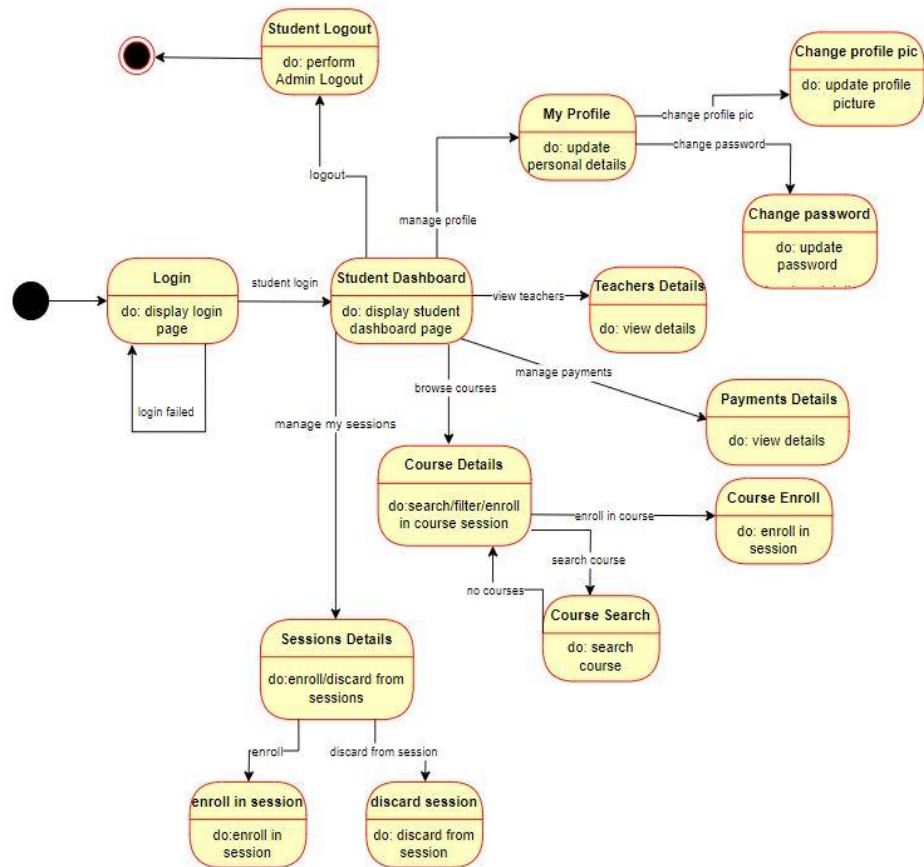 Student Logout
do: perform
Admin Logout
Change profile pic
do: update profile
picture
My Profile
do: update
personal details
change profile pic
change password
logout
manage profile
Change password
do: update
password
Login
do: display login
page
student login
Student Dashboard
do: display student
dashboard page
view teachers
Teachers Details
do: view details
login failed
manage my sessions
browse courses
manage payments
Payments Details
do: view details
Course Details
do:search/filter/enroll
in course session
enroll in course
Course Enroll
do: enroll in
session
search course
no courses
Course Search
do: search
course
Sessions Details
do:enroll/discard from
sessions
enroll
discard from session
enroll in session
do:enroll in
session
discard session
do: discard from
session